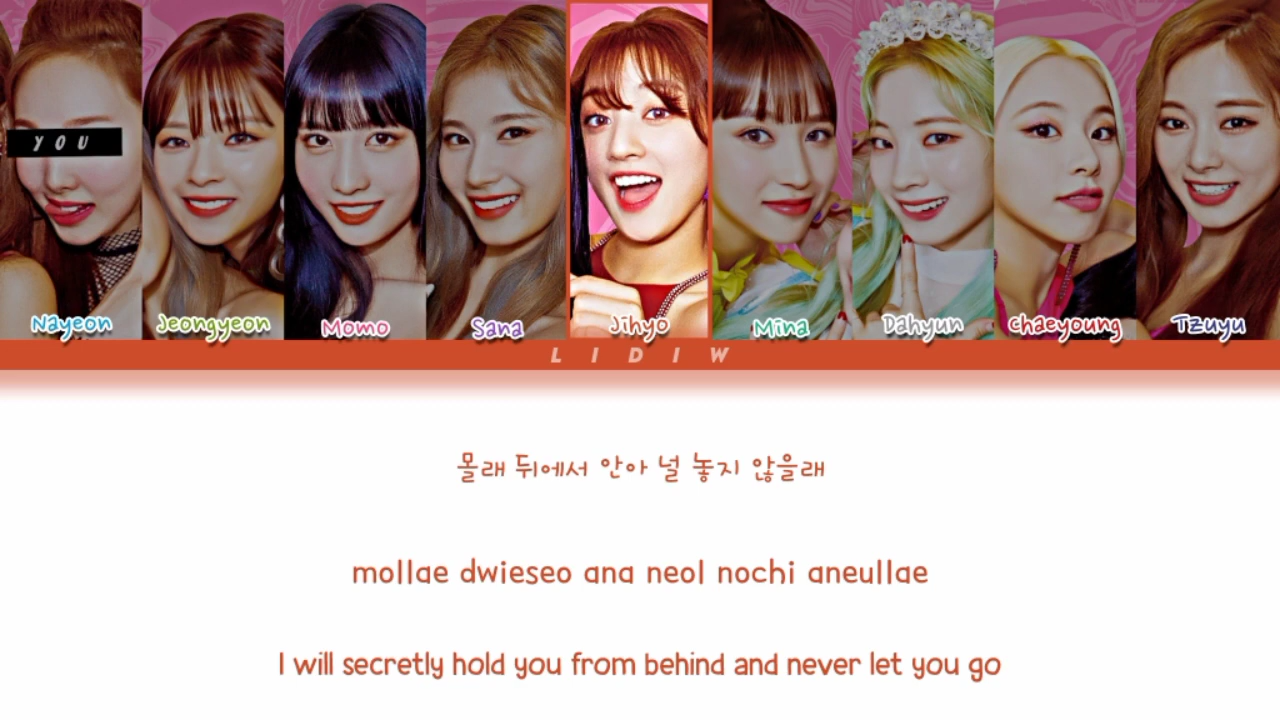 YOU
Nayeon Jeongyeon Momo Sana Jihyo Mina Dahyun Chaeyoung Tzuyu
LIDIW
몰래 뒤에서 안아 널 놓지 않을래
mollae dwieseo ana neol nochi aneullae
I will secretly hold you from behind and never let you go